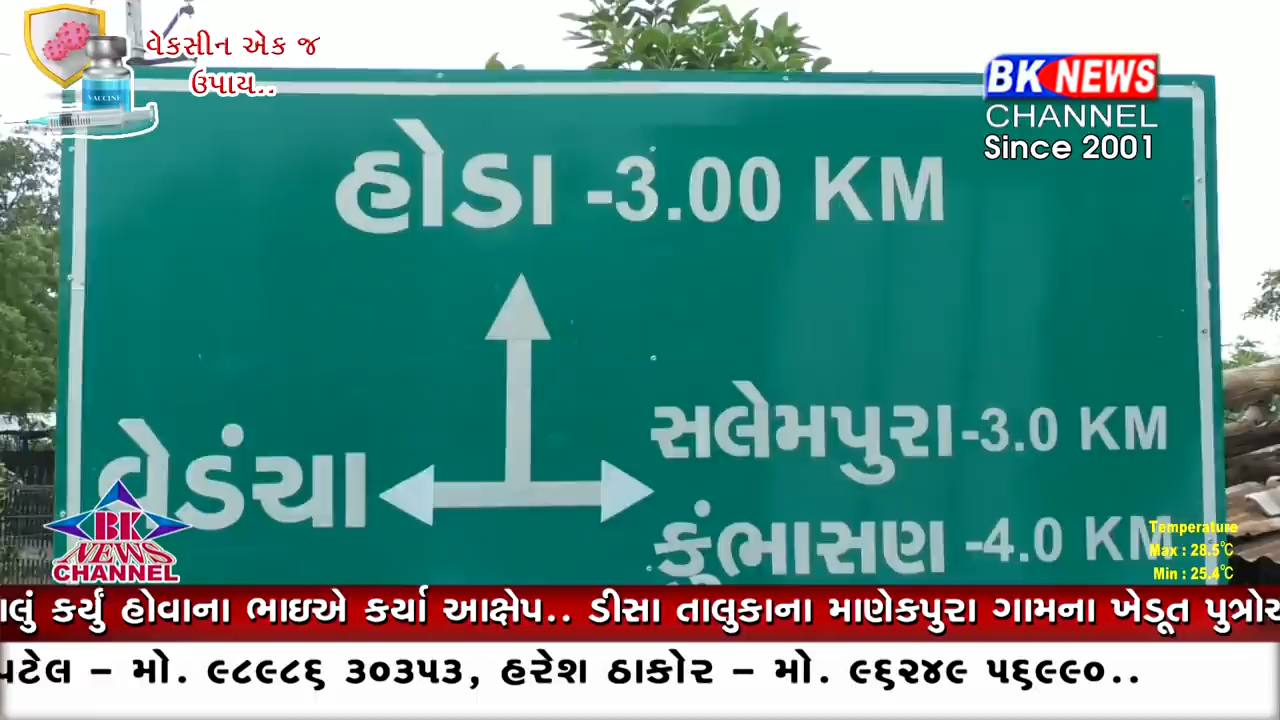 વેકસીન એક જ
ઉપાય..
VACCINE
BK NEWS
CHANNEL
Since 2001
હોડા -3.00 KM
સલેમપુરા-3.0 KM
વેડંચા
કુંભાસણ -4.0 KM
BK
NEWS
CHANNEL
Temperature
Max : 28.5℃
Min : 25.4℃
કર્યું હોવાના ભાઇએ કર્યા આક્ષેપ.. ડીસા તાલુકાના માણેકપુરા ગામના ખેડૂત
પટેલ – મો. ૯૮૯૮૬ ૩૦૩૫૩, હરેશ ઠાકોર – મો. ૯૬૨૪૯ ૫૬૯૯૦..